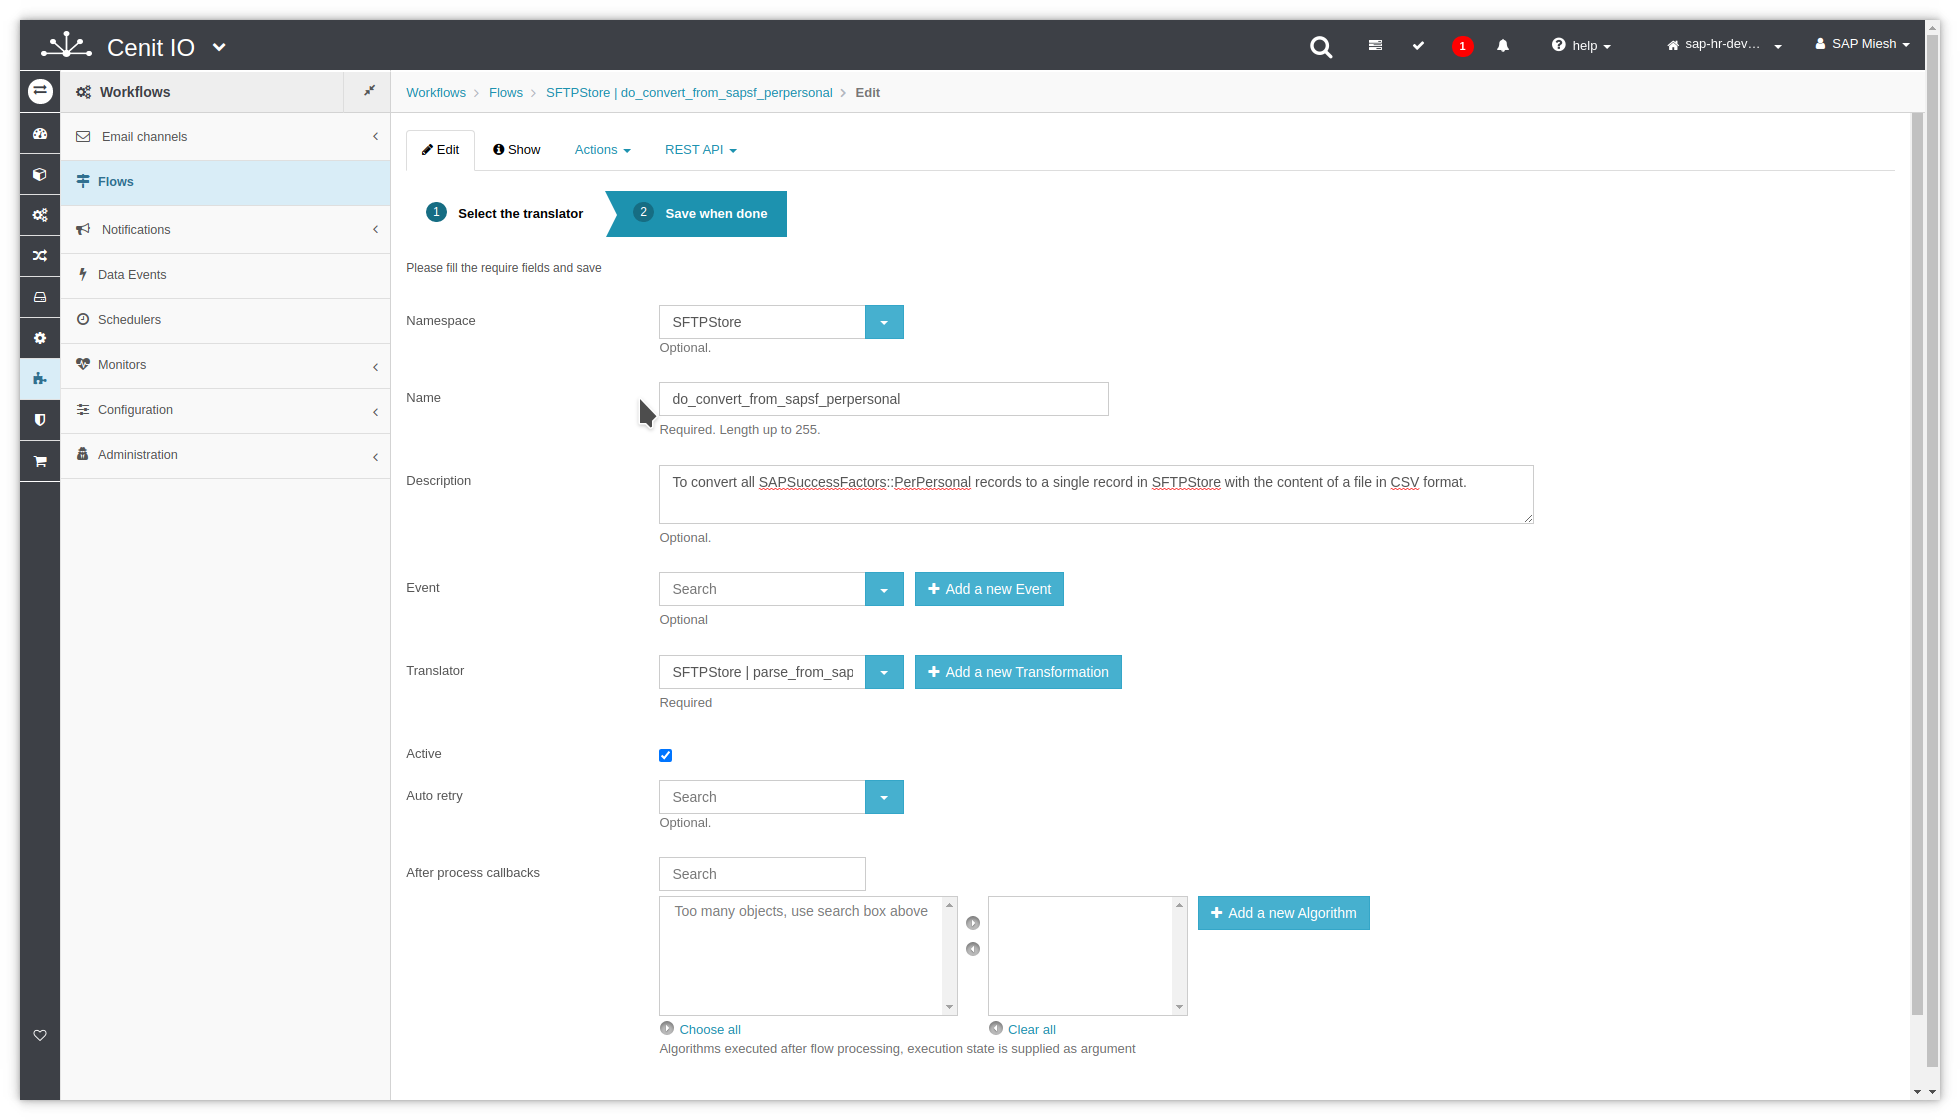 Cenit IO
1
help
sap-hr-dev...
SAP Miesh
Workflows
Workflows
Flows
SFTPStore | do_convert_from_sapsf_perpersonal
Edit
Email channels
Flows
Notifications
Data Events
Schedulers
Monitors
Configuration
Administration
Edit
Show
Actions
REST API
1 Select the translator
2 Save when done
Please fill the require fields and save
Namespace
SFTPStore
Optional.
Name
do_convert_from_sapsf_perpersonal
Required. Length up to 255.
Description
To convert all SAPSuccessFactors::PerPersonal records to a single record in SFTPStore with the content of a file in CSV format.
Optional.
Event
Search
Add a new Event
Optional
Translator
SFTPStore | parse_from_sap
Add a new Transformation
Required
Active
Auto retry
Search
Optional.
After process callbacks
Search
Too many objects, use search box above
Add a new Algorithm
Choose all
Clear all
Algorithms executed after flow processing, execution state is supplied as argument